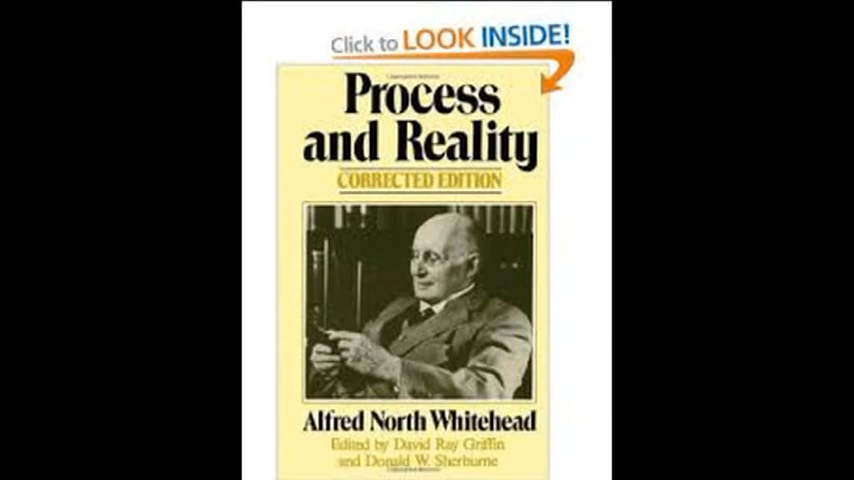 Click to LOOK INSIDE!
Process
and Reality
CORRECTED EDITION
Alfred North Whitehead
Edited by David Ray Griffin
and Donald W. Sherburne